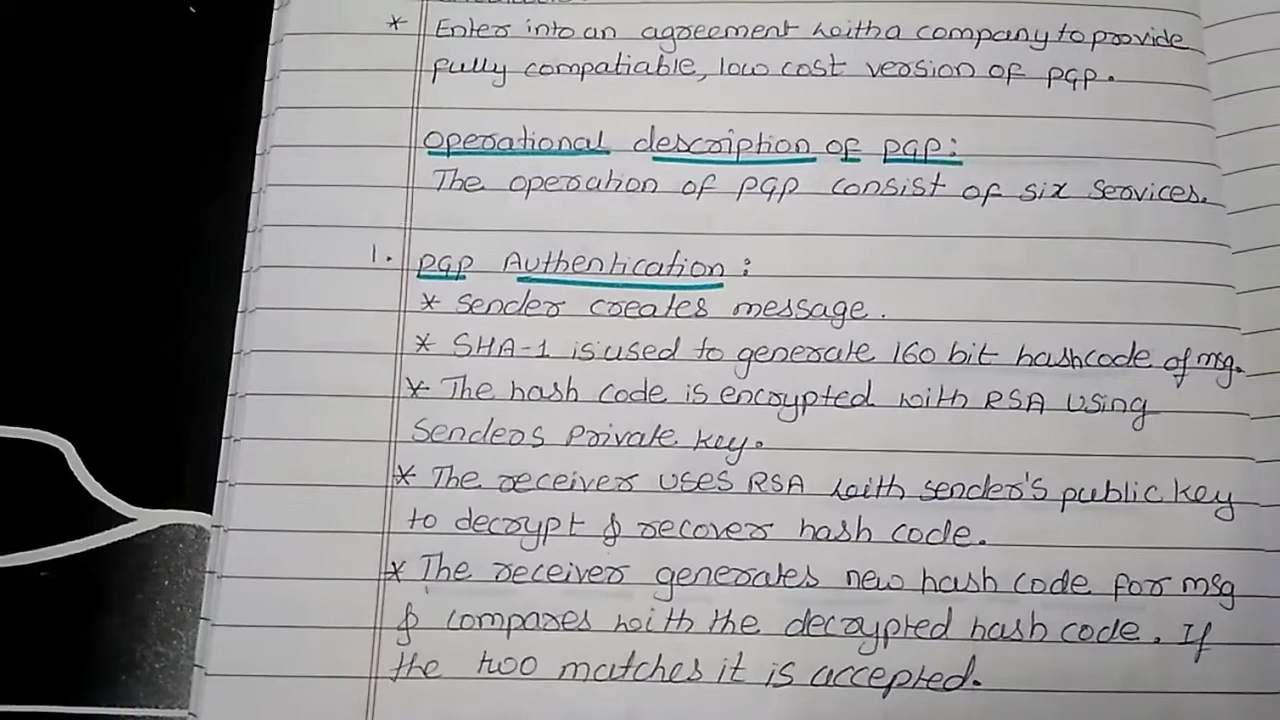 * Enters into an agreement with a company to provide
fully compatiable, low cost version of PGP.
Operational description of PGP:
The operation of PGP consist of six services.
1. PGP Authentication:
* Sender creates message.
* SHA-1 is used to generate 160 bit hashcode of msg.
* The hash code is encrypted with RSA using
senders private key.
* The receiver uses RSA with sender's public key
to decrypt & recover hash code.
* The receiver generates new hash code for msg
& compares with the decrypted hash code. If
the two matches it is accepted.